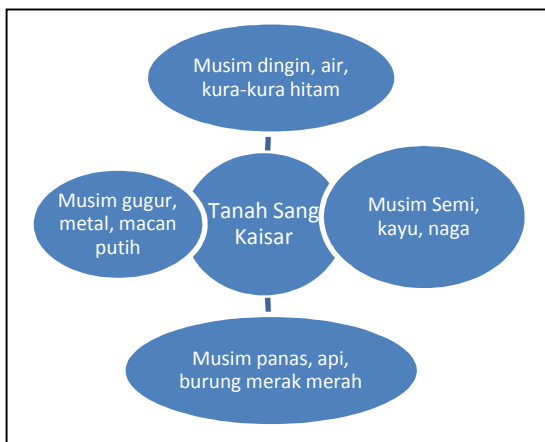 Musim dingin, air,
kura-kura hitam
Musim gugur,
metal, macan
putih
Tanah Sang
Kaisar
Musim Semi,
kayu, naga
Musim panas, api,
burung merak merah